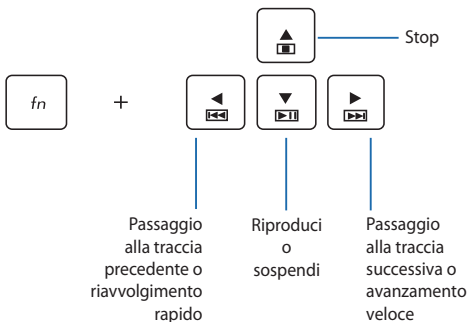 Stop
fn
+
Passaggio
alla traccia
precedente o
riavvolgimento
rapido
Riproduci
o
sospendi
Passaggio
alla traccia
successiva o
avanzamento
veloce